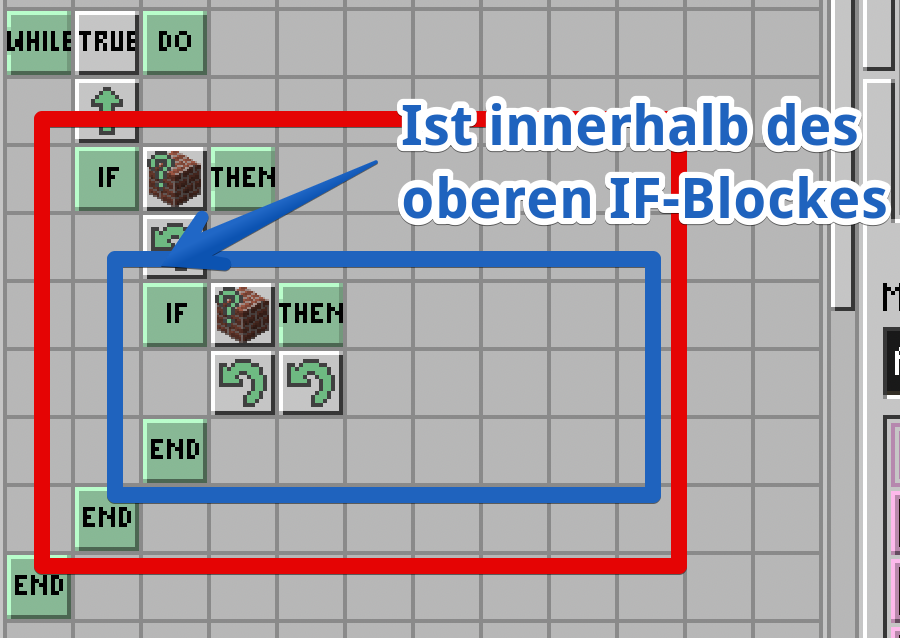 WHILE TRUE DO
Ist innerhalb des
IF THEN
oberen IF-Blockes
IF THEN
END
END
END